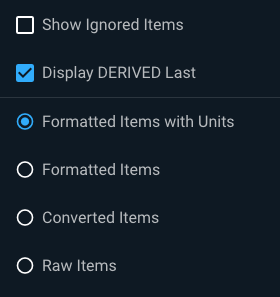 Show Ignored Items
Display DERIVED Last
Formatted Items with Units
Formatted Items
Converted Items
Raw Items